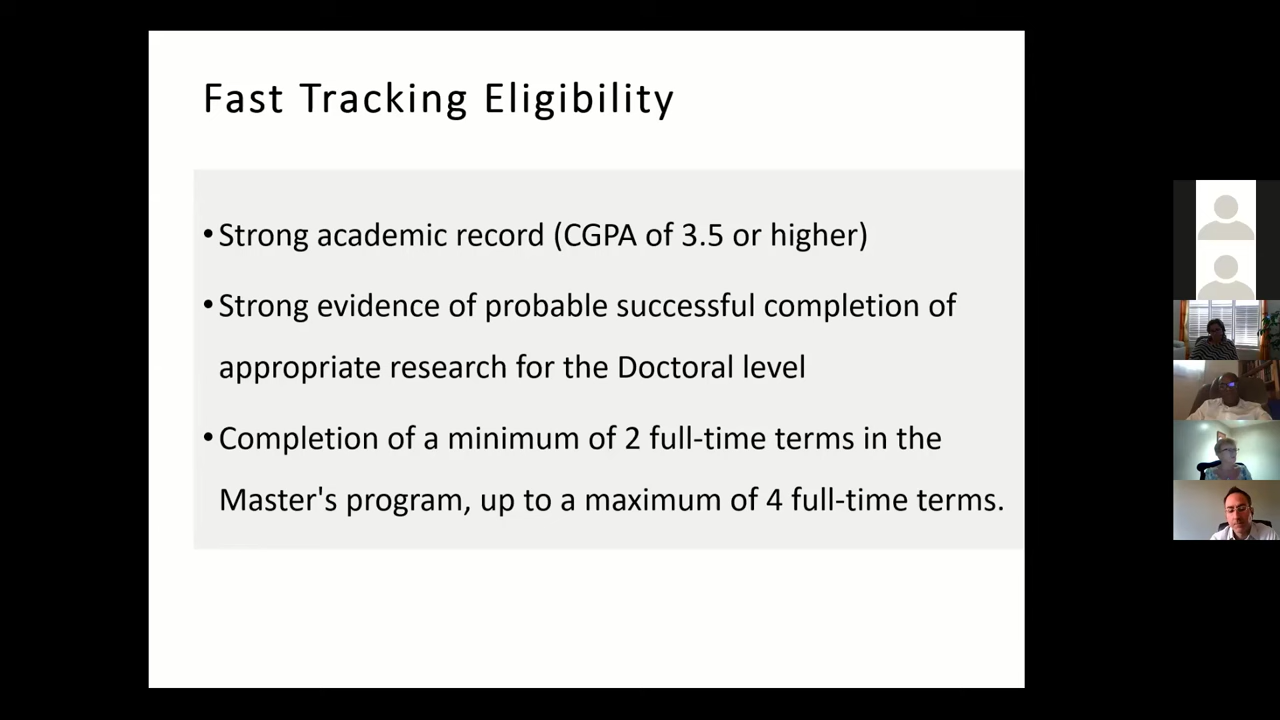 Fast Tracking Eligibility
•Strong academic record (CGPA of 3.5 or higher)
•Strong evidence of probable successful completion of
appropriate research for the Doctoral level
•Completion of a minimum of 2 full-time terms in the
Master's program, up to a maximum of 4 full-time terms.